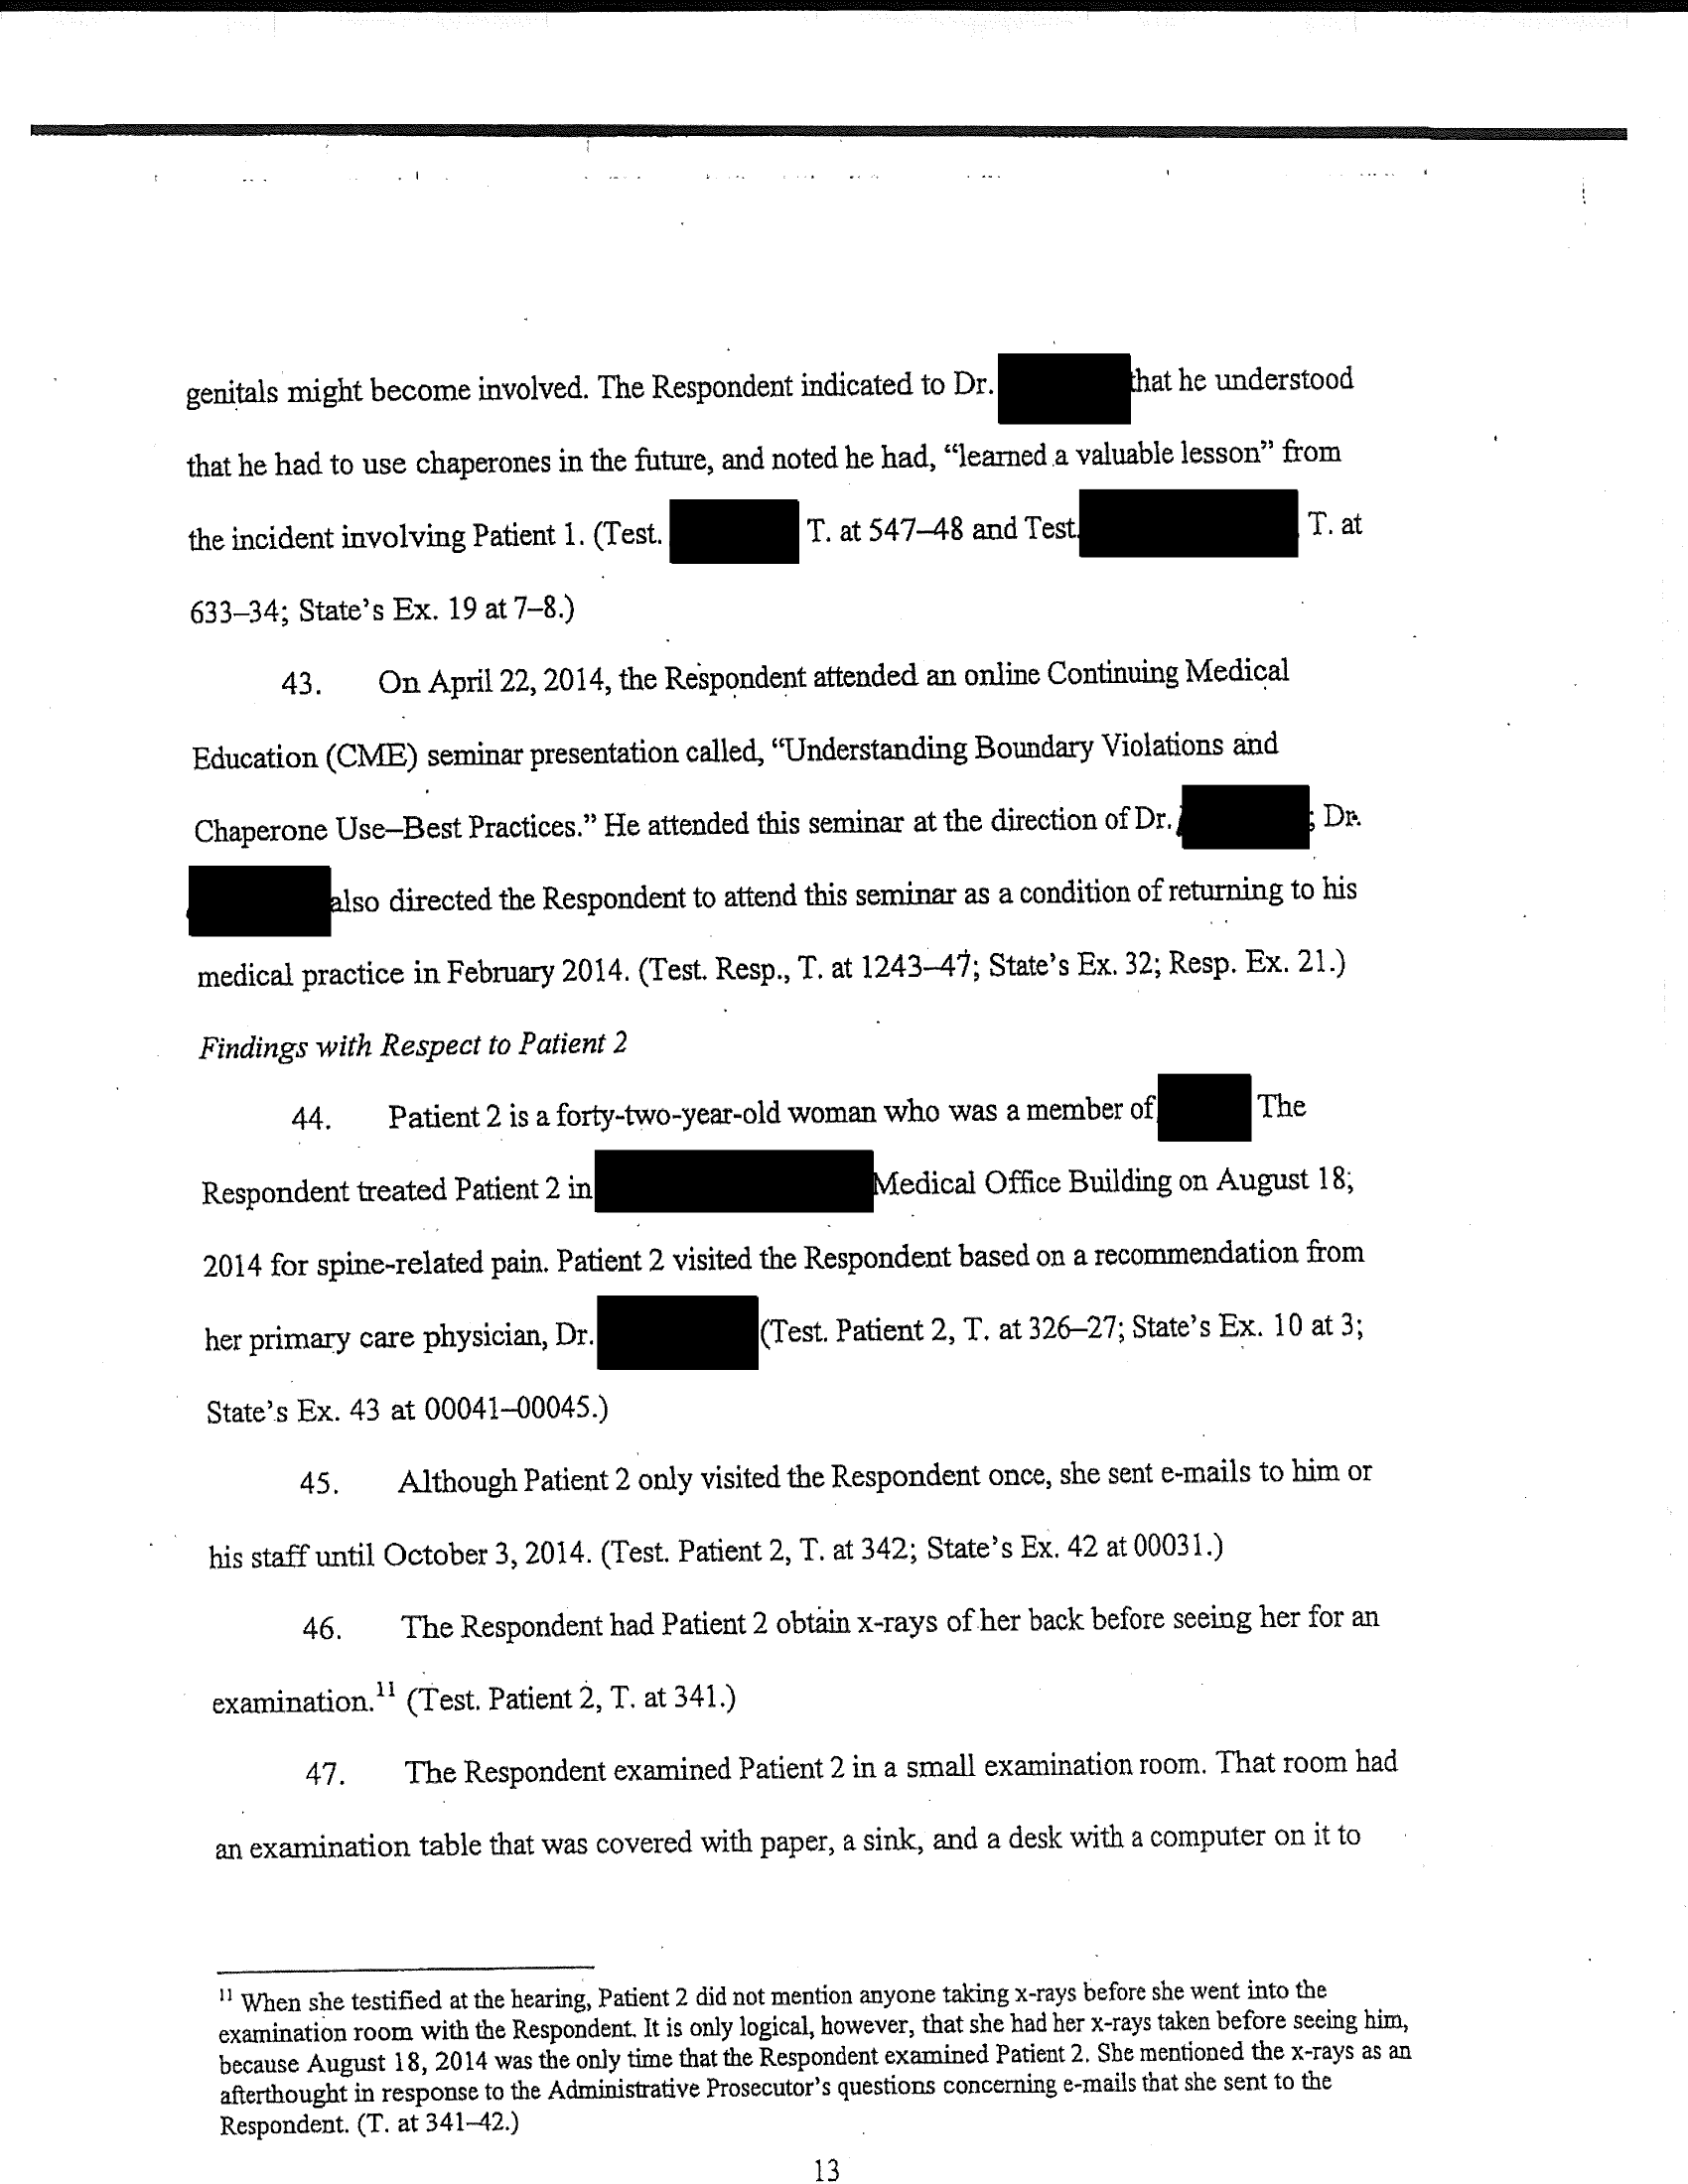 genitals might become involved. The Respondent indicated to Dr. that he understood
that he had to use chaperones in the future, and noted he had, “learned a valuable lesson” from
the incident involving Patient 1. (Test. T. at 547–48 and Test. T. at
633–34; State’s Ex. 19 at 7–8.)
43. On April 22, 2014, the Respondent attended an online Continuing Medical
Education (CME) seminar presentation called, “Understanding Boundary Violations and
Chaperone Use–Best Practices.” He attended this seminar at the direction of Dr. ; Dr.
also directed the Respondent to attend this seminar as a condition of returning to his
medical practice in February 2014. (Test. Resp., T. at 1243–47; State’s Ex. 32; Resp. Ex. 21.)
Findings with Respect to Patient 2
44. Patient 2 is a forty-two-year-old woman who was a member of The
Respondent treated Patient 2 in Medical Office Building on August 18,
2014 for spine-related pain. Patient 2 visited the Respondent based on a recommendation from
her primary care physician, Dr. (Test. Patient 2, T. at 326–27; State’s Ex. 10 at 3;
State’s Ex. 43 at 00041–00045.)
45. Although Patient 2 only visited the Respondent once, she sent e-mails to him or
his staff until October 3, 2014. (Test. Patient 2, T. at 342; State’s Ex. 42 at 00031.)
46. The Respondent had Patient 2 obtain x-rays of her back before seeing her for an
examination.¹¹ (Test. Patient 2, T. at 341.)
47. The Respondent examined Patient 2 in a small examination room. That room had
an examination table that was covered with paper, a sink, and a desk with a computer on it to
¹¹ When she testified at the hearing, Patient 2 did not mention anyone taking x-rays before she went into the
examination room with the Respondent. It is only logical, however, that she had her x-rays taken before seeing him,
because August 18, 2014 was the only time that the Respondent examined Patient 2. She mentioned the x-rays as an
afterthought in response to the Administrative Prosecutor’s questions concerning e-mails that she sent to the
Respondent. (T. at 341–42.)
13